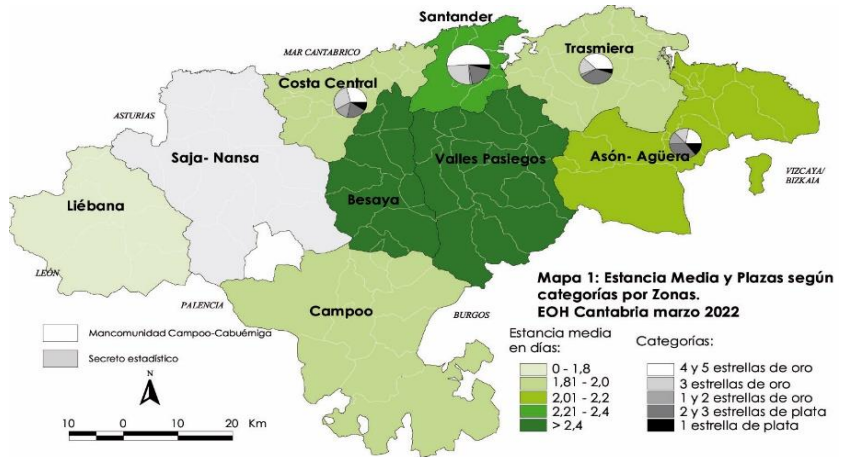 Santander
MAR CANTABRICO
Trasmiera
Costa Central
ASTURIAS
Saja- Nansa
Valles Pasiegos
Asón- Agüera
VIZCAYA/
BIZKAIA
Liébana
Besaya
LEÓN
PALENCIA
Campoo
BURGOS
Mapa 1: Estancia Media y Plazas según
categorías por Zonas.
EOH Cantabria marzo 2022
Mancomunidad Campoo-Cabuérniga
Secreto estadístico
N
10 0 10 20 Km
Estancia media
en días:
0 - 1,8
1,81 - 2,0
2,01 - 2,2
2,21 - 2,4
> 2,4
Categorías:
4 y 5 estrellas de oro
3 estrellas de oro
1 y 2 estrellas de oro
2 y 3 estrellas de plata
1 estrella de plata